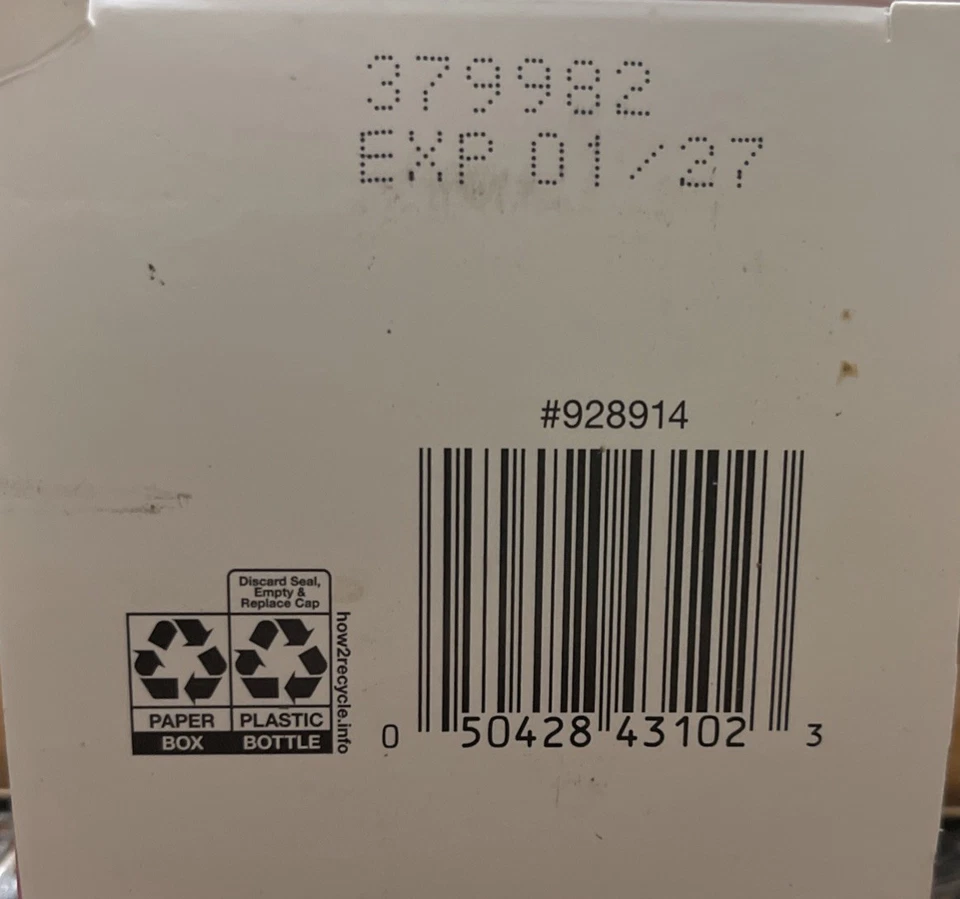 379982
EXP 01/27
#928914
Discard Seal,
Empty &
Replace Cap
PAPER
BOX
PLASTIC
BOTTLE
how2recycle.info
0 50428 43102 3